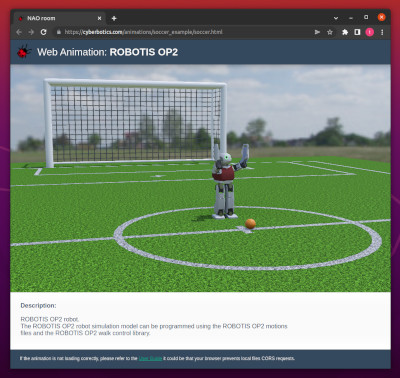 NAO room
https://cyberbotics.com/animations/soccer_example/soccer.html
Web Animation: ROBOTIS OP2
Description:
ROBOTIS OP2 robot.
The ROBOTIS OP2 robot simulation model can be programmed using the ROBOTIS OP2 motions
files and the ROBOTIS OP2 walk control library.
If the animation is not loading correctly, please refer to the User Guide. It could be that your browser prevents local files CORS requests.